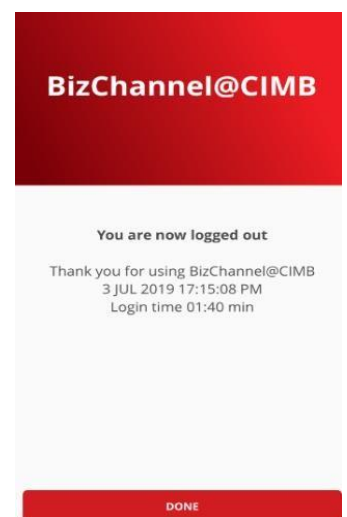 BizChannel@CIMB
You are now logged out
Thank you for using BizChannel@CIMB
3 JUL 2019 17:15:08 PM
Login time 01:40 min
DONE